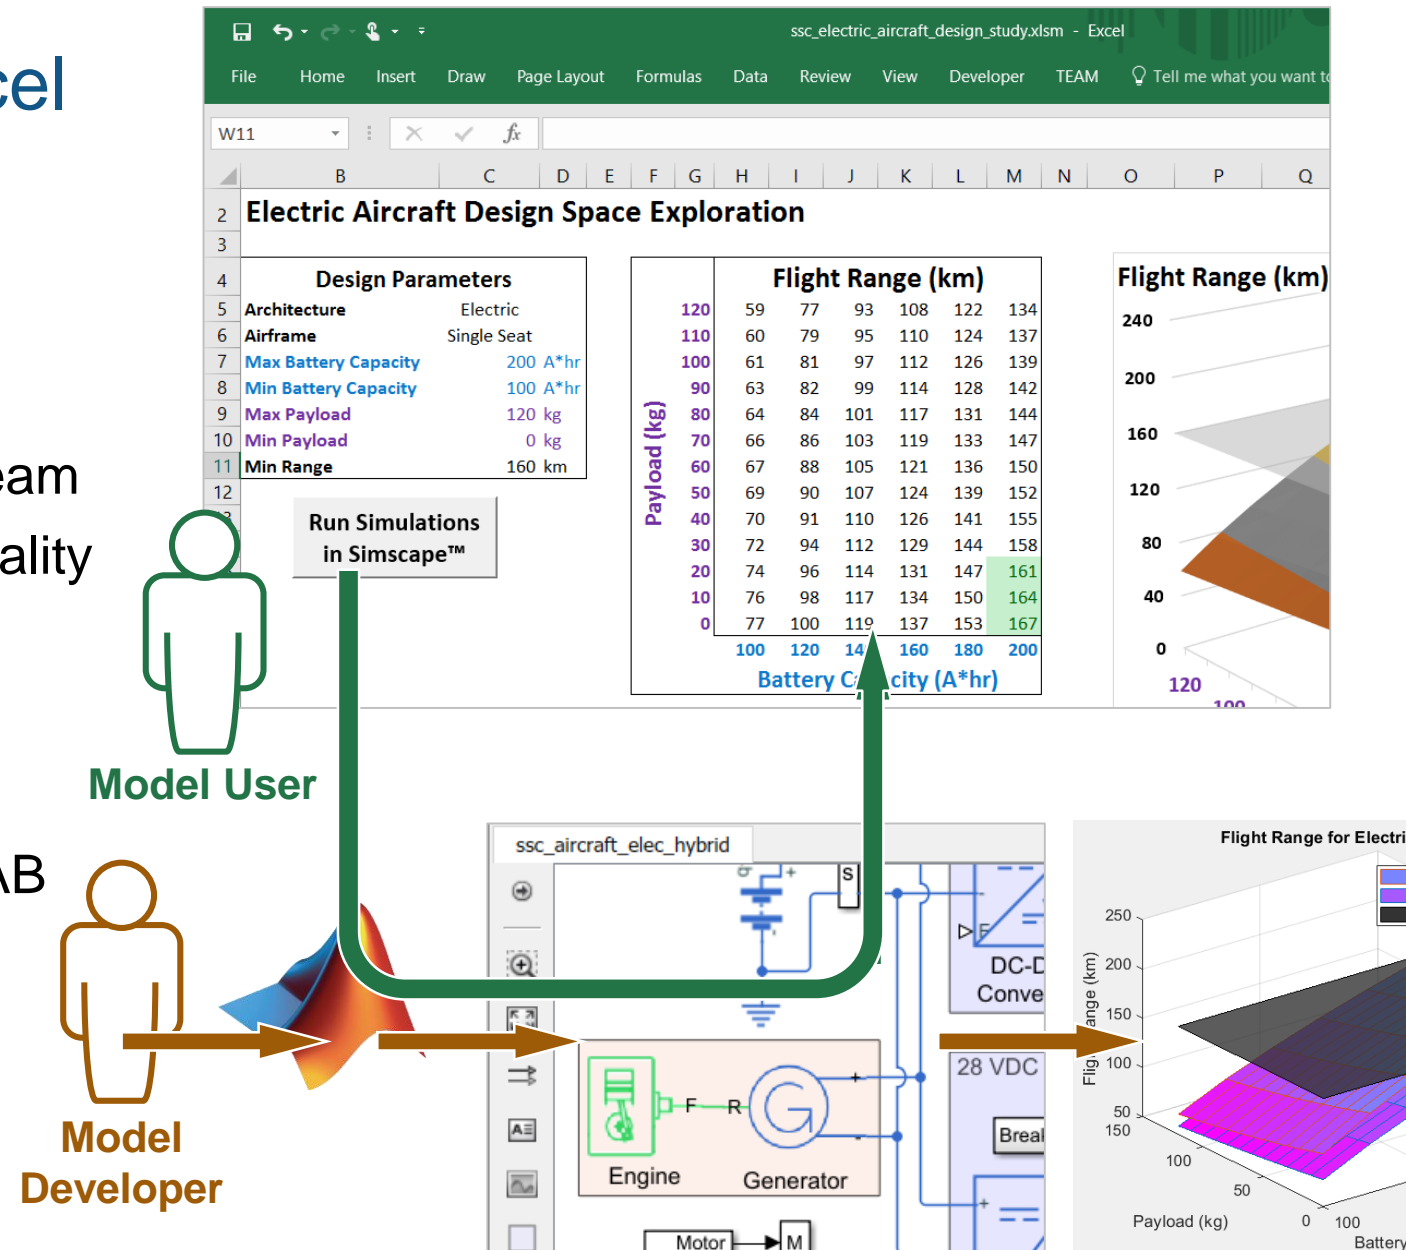 cel
eam
ality
AB
ssc_electric_aircraft_design_study.xlsm - Excel
File Home Insert Draw Page Layout Formulas Data Review View Developer TEAM Tell me what you want to
W11 fx
B C D E F G H I J K L M N O P Q
2 Electric Aircraft Design Space Exploration
3
4 Design Parameters
5 Architecture Electric
6 Airframe Single Seat
7 Max Battery Capacity 200 A*hr
8 Min Battery Capacity 100 A*hr
9 Max Payload 120 kg
10 Min Payload 0 kg
11 Min Range 160 km
12
Run Simulations
in Simscape™
Flight Range (km)
Payload (kg)
120 59 77 93 108 122 134
110 60 79 95 110 124 137
100 61 81 97 112 126 139
90 63 82 99 114 128 142
80 64 84 101 117 131 144
70 66 86 103 119 133 147
60 67 88 105 121 136 150
50 69 90 107 124 139 152
40 70 91 110 126 141 155
30 72 94 112 129 144 158
20 74 96 114 131 147 161
10 76 98 117 134 150 164
0 77 100 119 137 153 167
100 120 14 160 180 200
Battery C city (A*hr)
Flight Range (km)
240
200
160
120
80
40
0
120
100
Model User
Model
Developer
ssc_aircraft_elec_hybrid
S
+
-
F
DC-D
Conve
28 VDC
Break
F R G + -
Engine Generator
Motor M
+
Flight Range for Electri
250
200
150
100
50
ange (km)
150
100
50
0
Payload (kg)
100
Battery